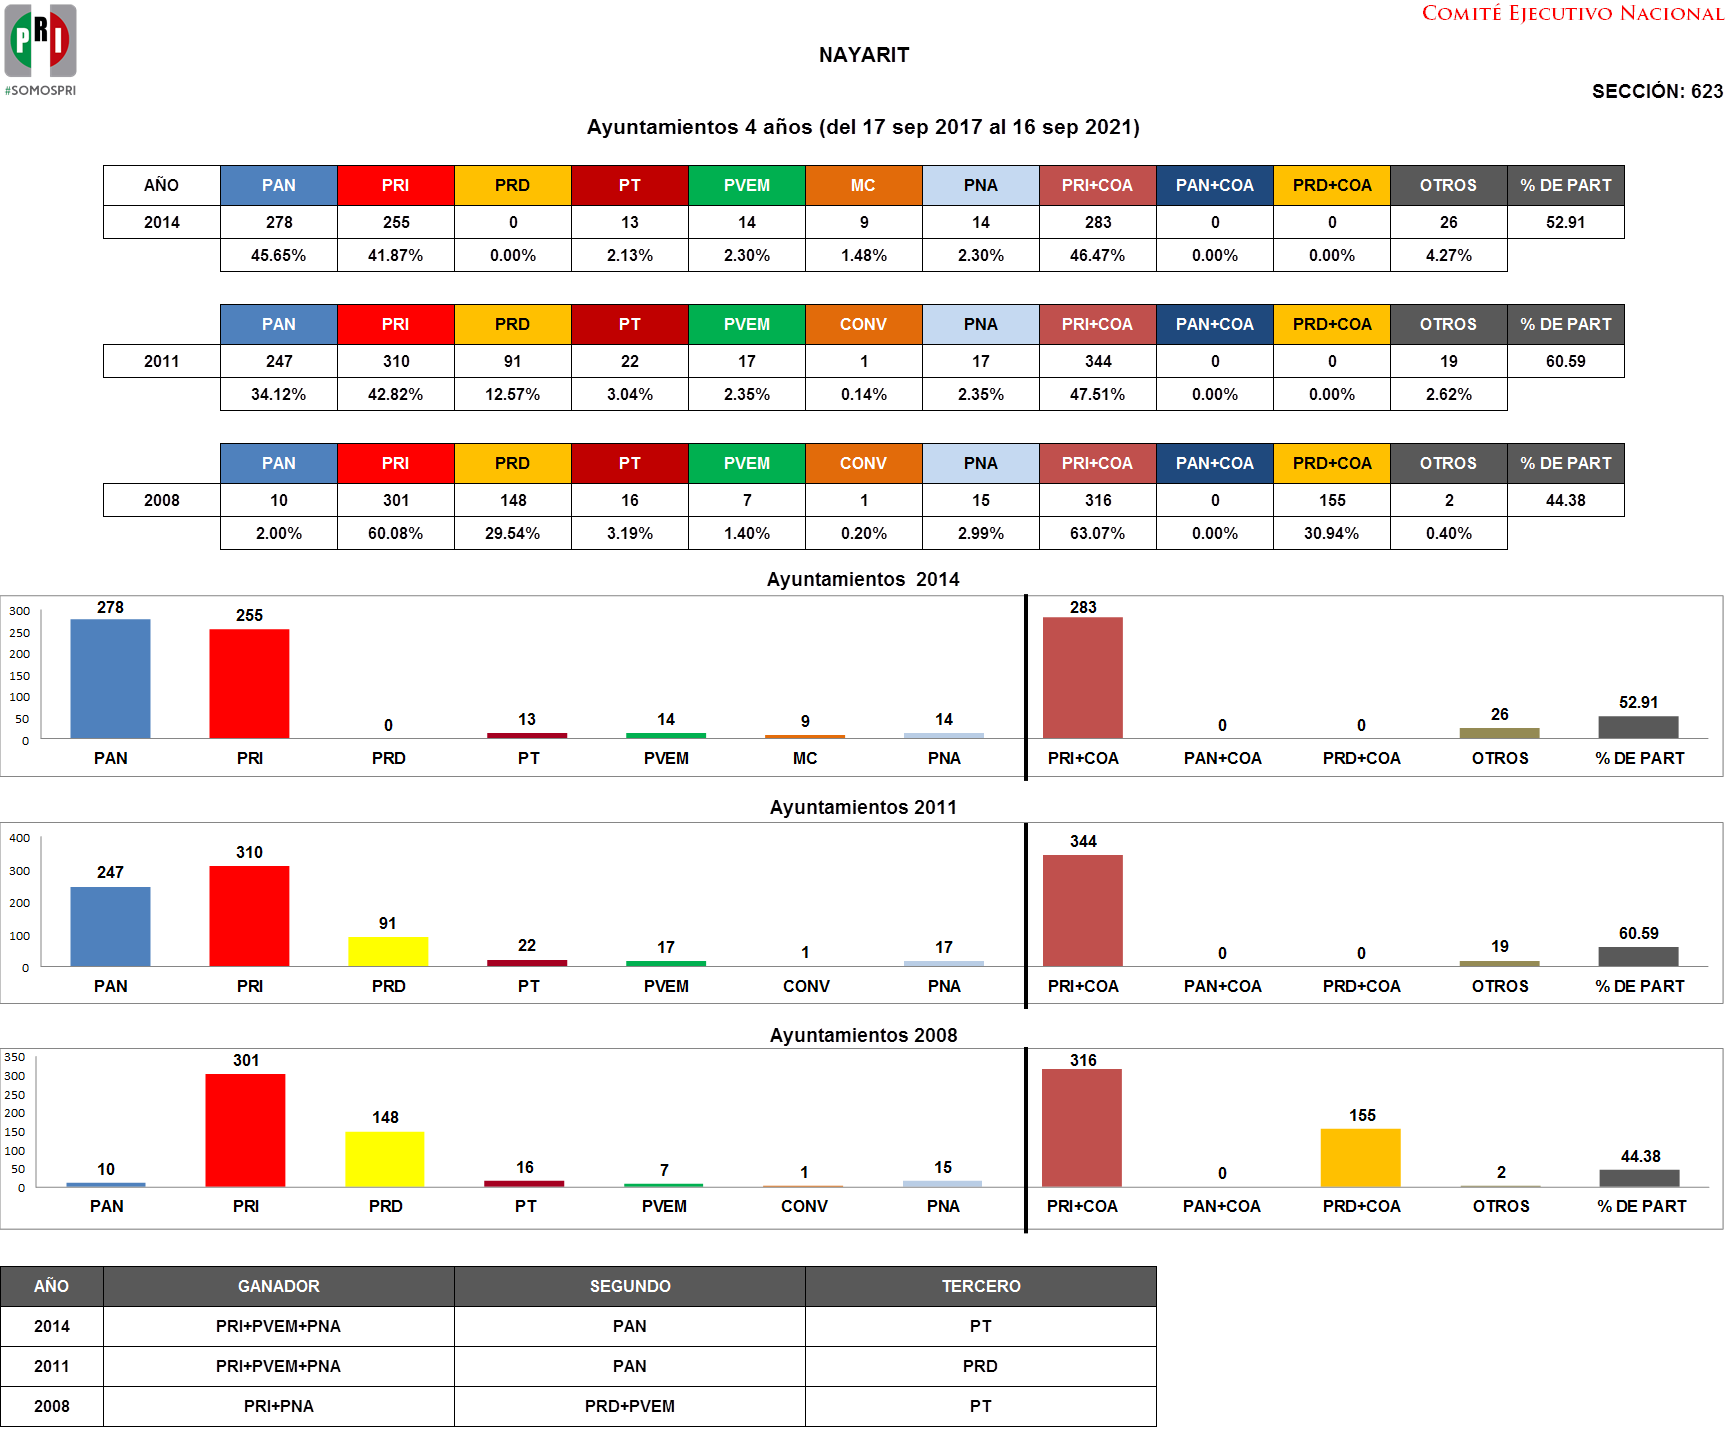 COMITÉ EJECUTIVO NACIONAL
PRI
#SOMOSPRI
NAYARIT
SECCIÓN: 623
Ayuntamientos 4 años (del 17 sep 2017 al 16 sep 2021)
AÑO PAN PRI PRD PT PVEM MC PNA PRI+COA PAN+COA PRD+COA OTROS % DE PART
2014 278 255 0 13 14 9 14 283 0 0 26 52.91
45.65% 41.87% 0.00% 2.13% 2.30% 1.48% 2.30% 46.47% 0.00% 0.00% 4.27%
PAN PRI PRD PT PVEM CONV PNA PRI+COA PAN+COA PRD+COA OTROS % DE PART
2011 247 310 91 22 17 1 17 344 0 0 19 60.59
34.12% 42.82% 12.57% 3.04% 2.35% 0.14% 2.35% 47.51% 0.00% 0.00% 2.62%
PAN PRI PRD PT PVEM CONV PNA PRI+COA PAN+COA PRD+COA OTROS % DE PART
2008 10 301 148 16 7 1 15 316 0 155 2 44.38
2.00% 60.08% 29.54% 3.19% 1.40% 0.20% 2.99% 63.07% 0.00% 30.94% 0.40%
Ayuntamientos 2014
300
250
200
150
100
50
0
278 255 0 13 14 9 14 283 0 0 26 52.91
PAN PRI PRD PT PVEM MC PNA PRI+COA PAN+COA PRD+COA OTROS % DE PART
Ayuntamientos 2011
400
300
200
100
0
247 310 91 22 17 1 17 344 0 0 19 60.59
PAN PRI PRD PT PVEM CONV PNA PRI+COA PAN+COA PRD+COA OTROS % DE PART
Ayuntamientos 2008
350
300
250
200
150
100
50
0
10 301 148 16 7 1 15 316 0 155 2 44.38
PAN PRI PRD PT PVEM CONV PNA PRI+COA PAN+COA PRD+COA OTROS % DE PART
AÑO GANADOR SEGUNDO TERCERO
2014 PRI+PVEM+PNA PAN PT
2011 PRI+PVEM+PNA PAN PRD
2008 PRI+PNA PRD+PVEM PT